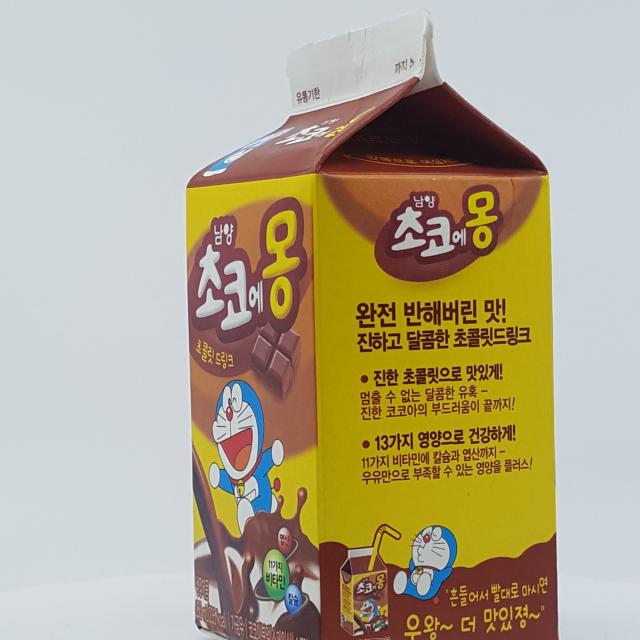 유통기한
까지
남양
초코에몽
초콜릿 드링크
엽산
11가지
비타민
칼슘
남양
초코에몽
완전 반해버린 맛!
진하고 달콤한 초콜릿드링크
• 진한 초콜릿으로 맛있게!
멈출 수 없는 달콤한 유혹 –
진한 코코아의 부드러움이 끝까지!
• 13가지 영양으로 건강하게!
11가지 비타민에 칼슘과 엽산까지 –
우유만으로 부족할 수 있는 영양을 플러스!
초코에몽
"흔들어서 빨대로 마시면
우왕~ 더 맛있졍~"